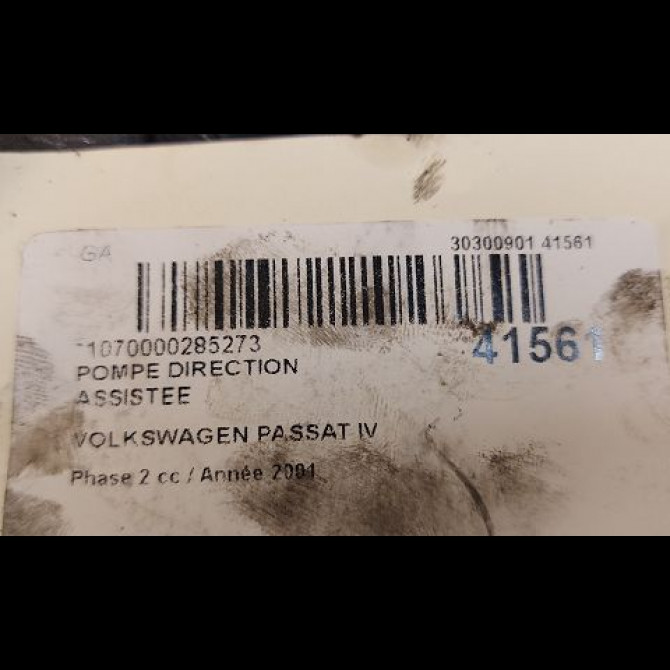 GA
30300901 41561
*1070000285273
41561
POMPE DIRECTION
ASSISTEE
VOLKSWAGEN PASSAT IV
Phase 2 cc / Année 2001